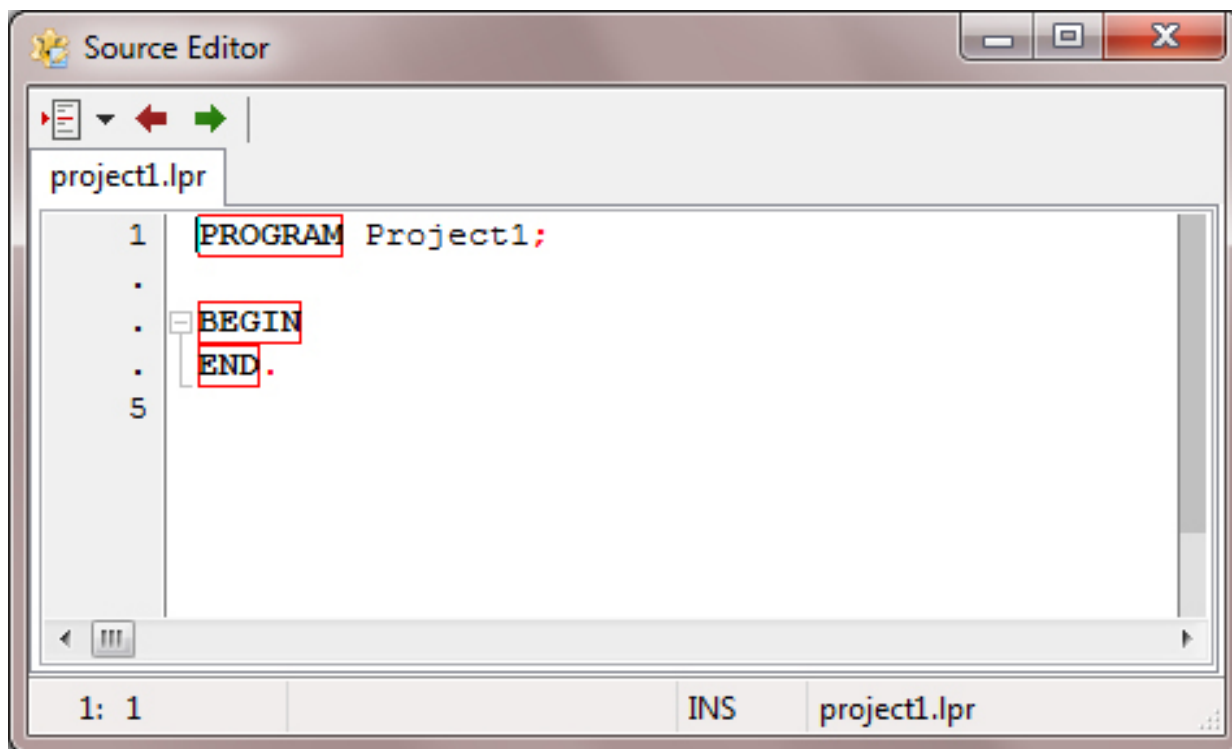 Source Editor
project1.lpr
1 PROGRAM Project1;
.
. BEGIN
. END.
5
1: 1 INS project1.lpr